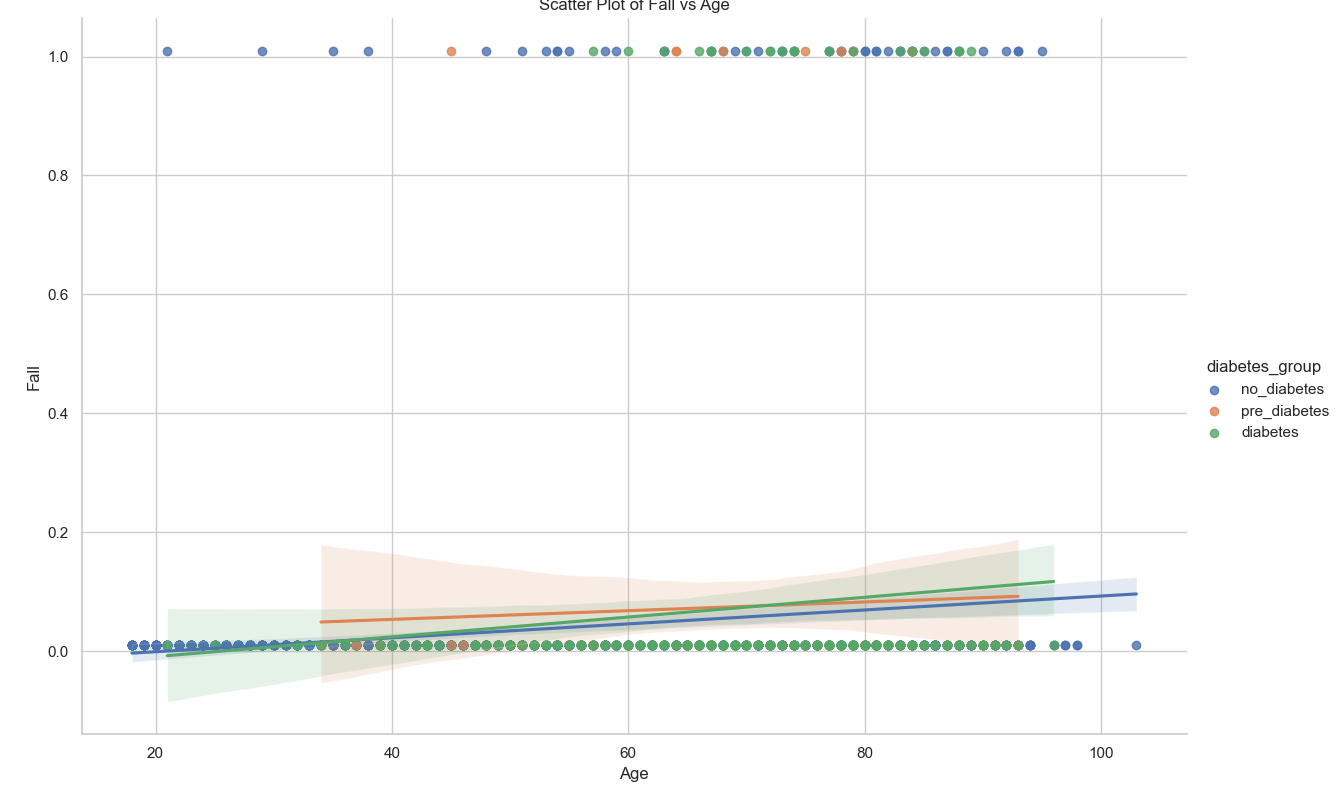 Scatter Plot of Fall vs Age
1.0
0.8
0.6
0.4
0.2
0.0
Fall
20 40 60 80 100
Age
diabetes_group
no_diabetes
pre_diabetes
diabetes